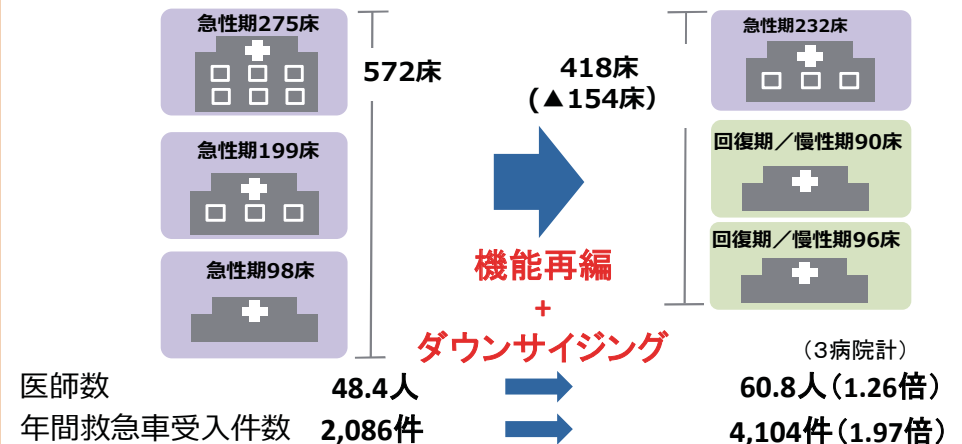 急性期275床
572床
急性期199床
急性期98床
418床
(▲154床）
急性期232床
回復期／慢性期90床
回復期／慢性期96床
機能再編
+
ダウンサイジング
（3病院計）
医師数 48.4人 60.8人（1.26倍）
年間救急車受入件数 2,086件 4,104件（1.97倍）